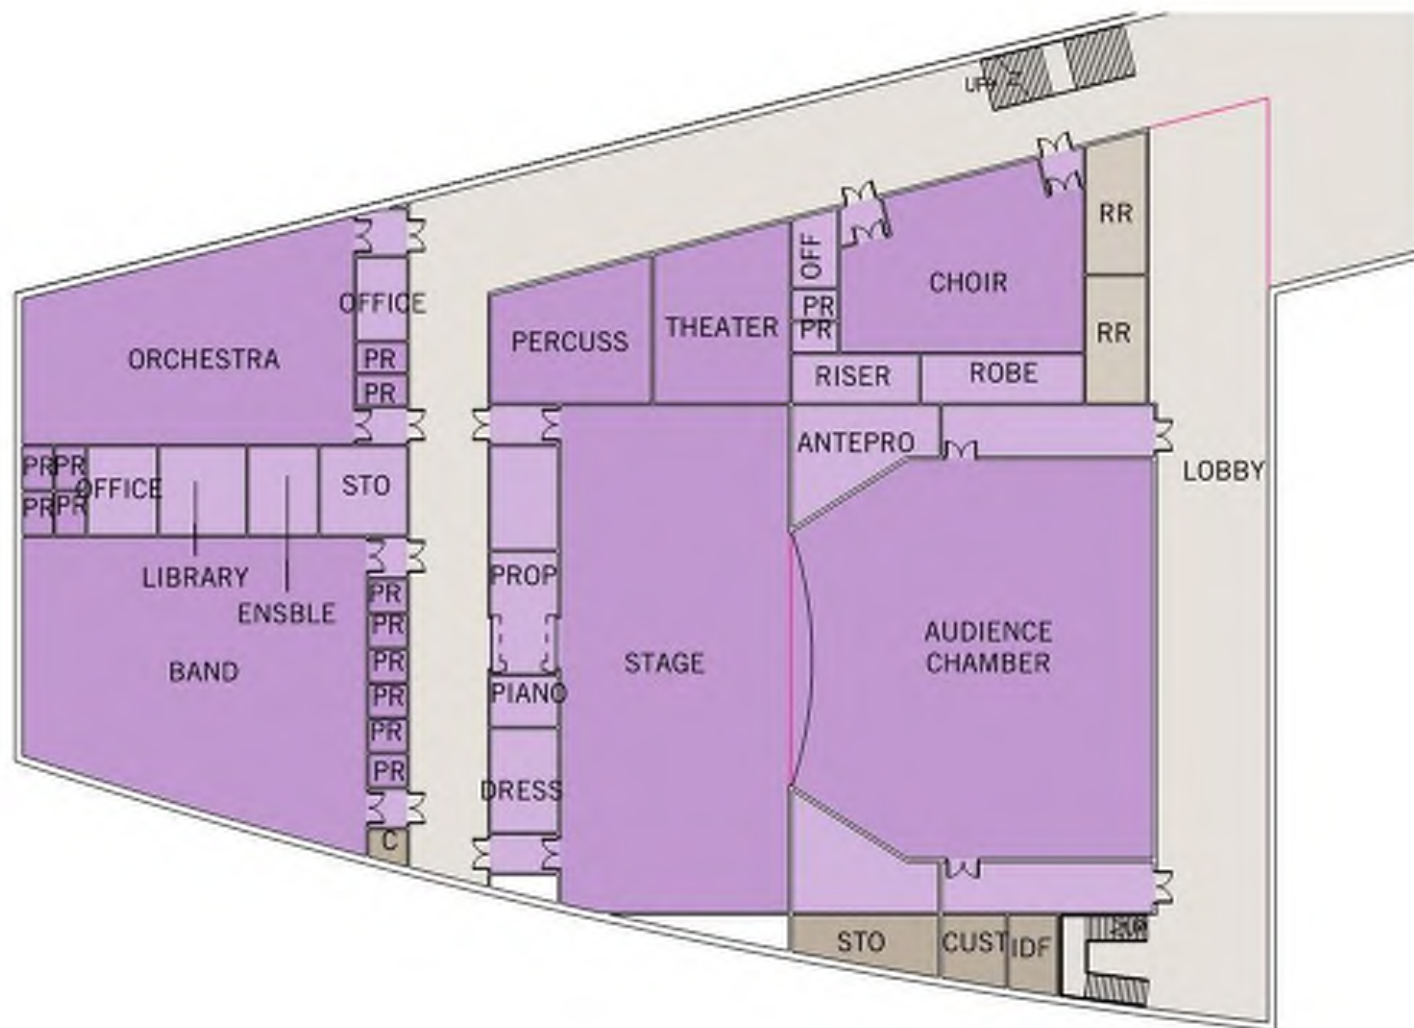 UP
RR
OFF
CHOIR
OFFICE
PR
PERCUSS
THEATER
PR
RR
ORCHESTRA
PR
PR
RISER
ROBE
ANTEPRO
PR
PR
OFFICE
STO
LOBBY
PR
PR
LIBRARY
PROP
PR
ENSBLE
PR
AUDIENCE
CHAMBER
BAND
PR
STAGE
PR
PIANO
PR
PR
DRESS
C
STO
CUST
IDF